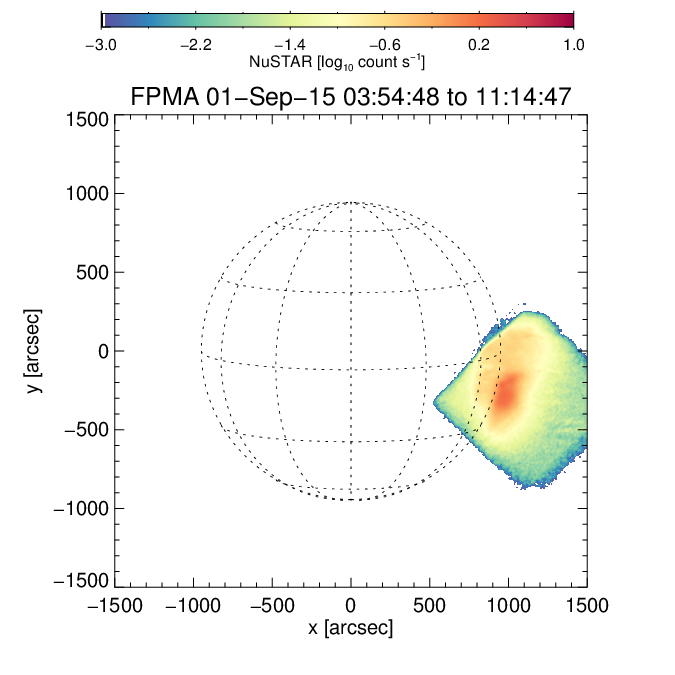 −3.0 −2.2 −1.4 −0.6 0.2 1.0
NuSTAR [log₁₀ count s⁻¹]
FPMA 01−Sep−15 03:54:48 to 11:14:47
1500
1000
500
0
−500
−1000
−1500
y [arcsec]
−1500 −1000 −500 0 500 1000 1500
x [arcsec]